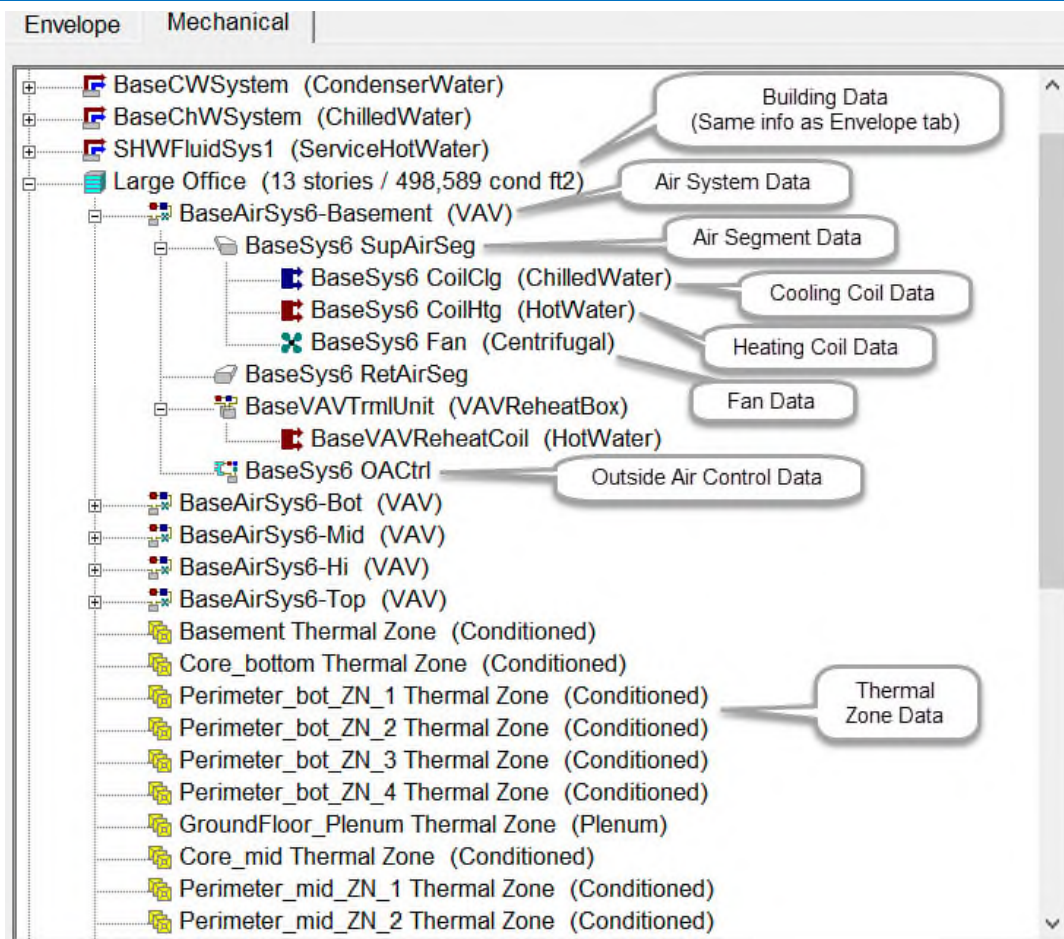 Envelope
Mechanical
BaseCWSystem (CondenserWater)
BaseChWSystem (ChilledWater)
Building Data
(Same info as Envelope tab)
SHWFluidSys1 (ServiceHotWater)
Large Office (13 stories / 498,589 cond ft2)
Air System Data
BaseAirSys6-Basement (VAV)
BaseSys6 SupAirSeg
Air Segment Data
BaseSys6 CoilClg (ChilledWater)
Cooling Coil Data
BaseSys6 CoilHtg (HotWater)
BaseSys6 Fan (Centrifugal)
Heating Coil Data
BaseSys6 RetAirSeg
Fan Data
BaseVAVTrmlUnit (VAVReheatBox)
BaseVAVReheatCoil (HotWater)
BaseSys6 OACtrl
Outside Air Control Data
BaseAirSys6-Bot (VAV)
BaseAirSys6-Mid (VAV)
BaseAirSys6-Hi (VAV)
BaseAirSys6-Top (VAV)
Basement Thermal Zone (Conditioned)
Core_bottom Thermal Zone (Conditioned)
Perimeter_bot_ZN_1 Thermal Zone (Conditioned)
Thermal
Zone Data
Perimeter_bot_ZN_2 Thermal Zone (Conditioned)
Perimeter_bot_ZN_3 Thermal Zone (Conditioned)
Perimeter_bot_ZN_4 Thermal Zone (Conditioned)
GroundFloor_Plenum Thermal Zone (Plenum)
Core_mid Thermal Zone (Conditioned)
Perimeter_mid_ZN_1 Thermal Zone (Conditioned)
Perimeter_mid_ZN_2 Thermal Zone (Conditioned)